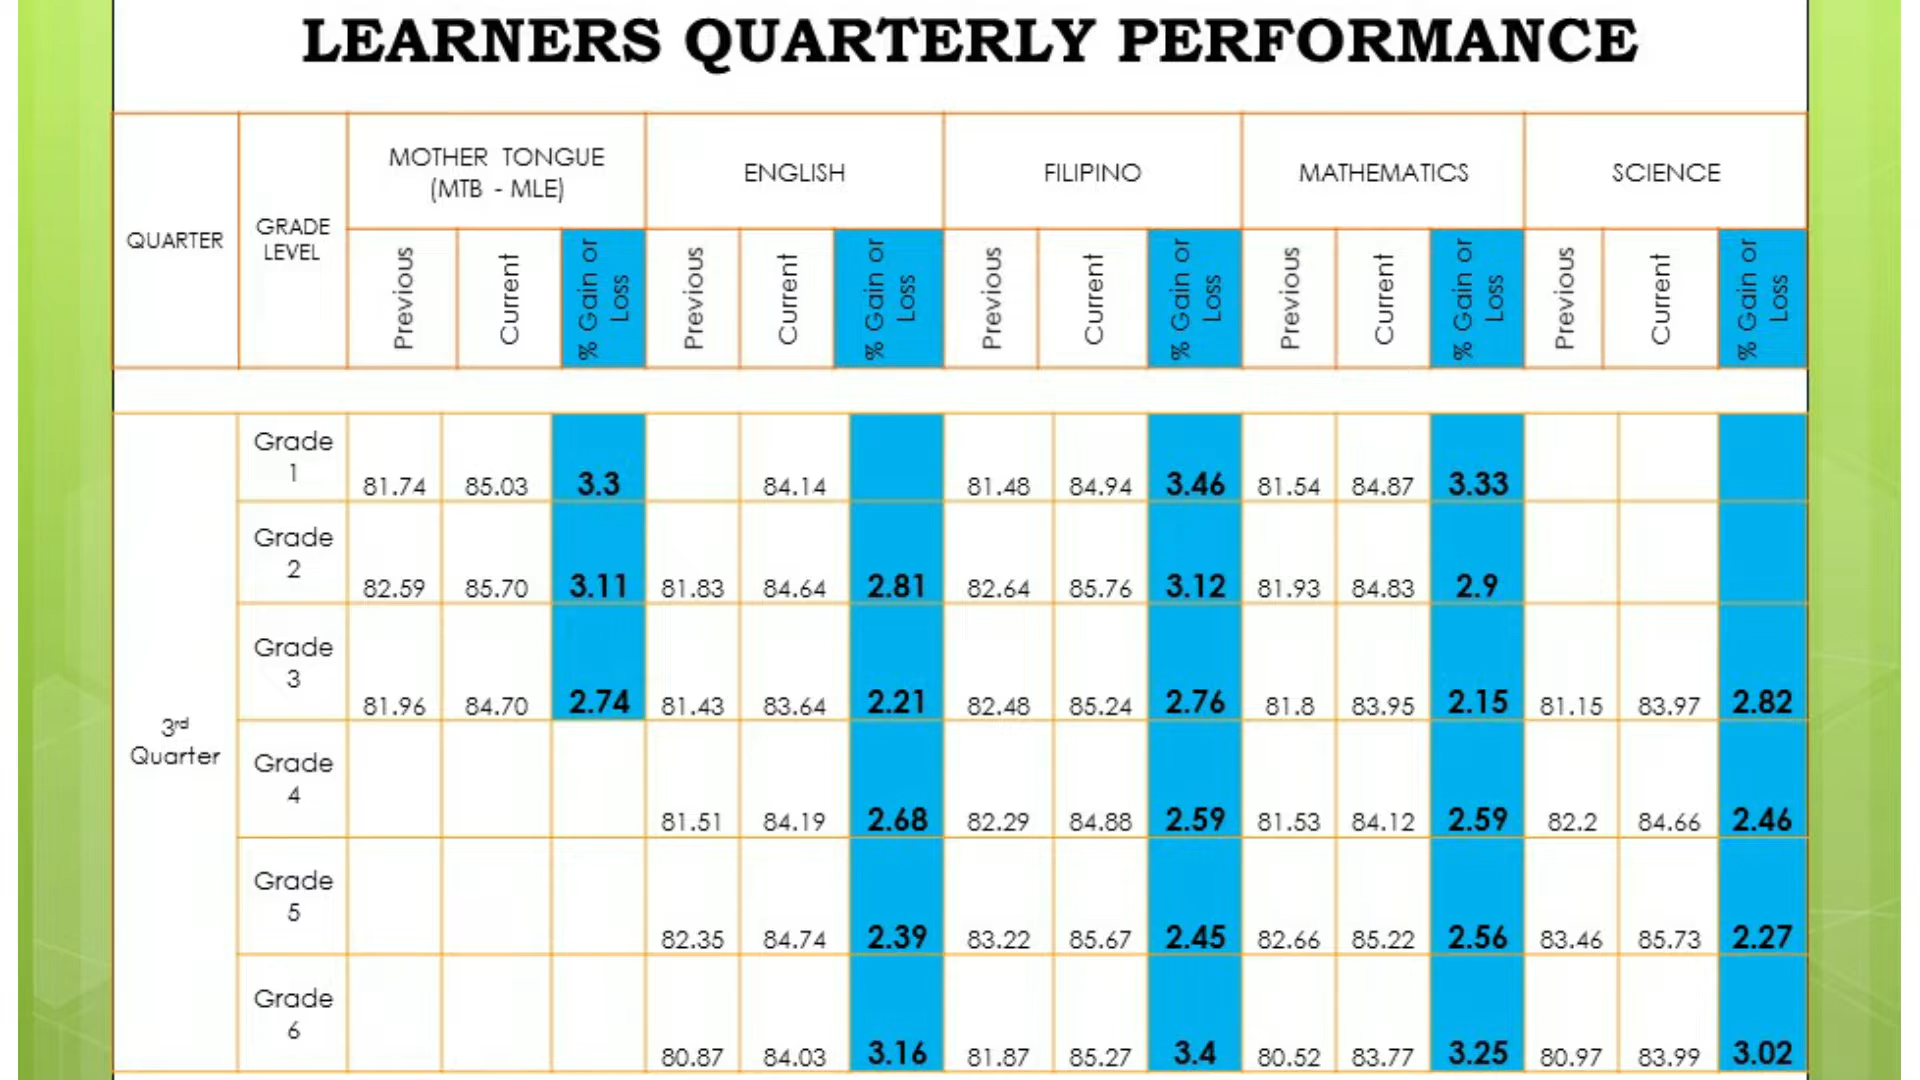 LEARNERS QUARTERLY PERFORMANCE
QUARTER
GRADE
LEVEL
MOTHER TONGUE
(MTB - MLE)
ENGLISH
FILIPINO
MATHEMATICS
SCIENCE
Previous
Current
% Gain or
Loss
Previous
Current
% Gain or
Loss
Previous
Current
% Gain or
Loss
Previous
Current
% Gain or
Loss
Previous
Current
% Gain or
Loss
3rd
Quarter
Grade
1
81.74 85.03 3.3 84.14 81.48 84.94 3.46 81.54 84.87 3.33
Grade
2
82.59 85.70 3.11 81.83 84.64 2.81 82.64 85.76 3.12 81.93 84.83 2.9
Grade
3
81.96 84.70 2.74 81.43 83.64 2.21 82.48 85.24 2.76 81.8 83.95 2.15 81.15 83.97 2.82
Grade
4
81.51 84.19 2.68 82.29 84.88 2.59 81.53 84.12 2.59 82.2 84.66 2.46
Grade
5
82.35 84.74 2.39 83.22 85.67 2.45 82.66 85.22 2.56 83.46 85.73 2.27
Grade
6
80.87 84.03 3.16 81.87 85.27 3.4 80.52 83.77 3.25 80.97 83.99 3.02